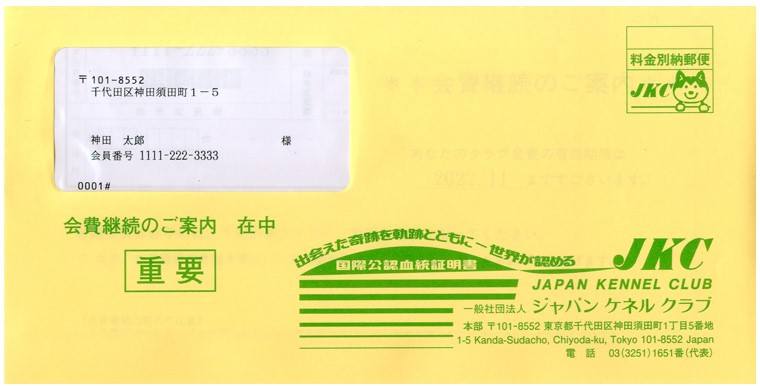 〒101-8552
千代田区神田須田町1－5
神田 太郎 様
会員番号 1111-222-3333
0001#
料金別納郵便
JKC
会費継続のご案内 在中
重要
出会えた奇跡を軌跡とともに－世界が認める
国際公認血統証明書
JKC
JAPAN KENNEL CLUB
一般社団法人 ジャパン ケネル クラブ
本部 〒101-8552 東京都千代田区神田須田町1丁目5番地
1-5 Kanda-Sudacho, Chiyoda-ku, Tokyo 101-8552 Japan
電 話 03(3251)1651番(代表)